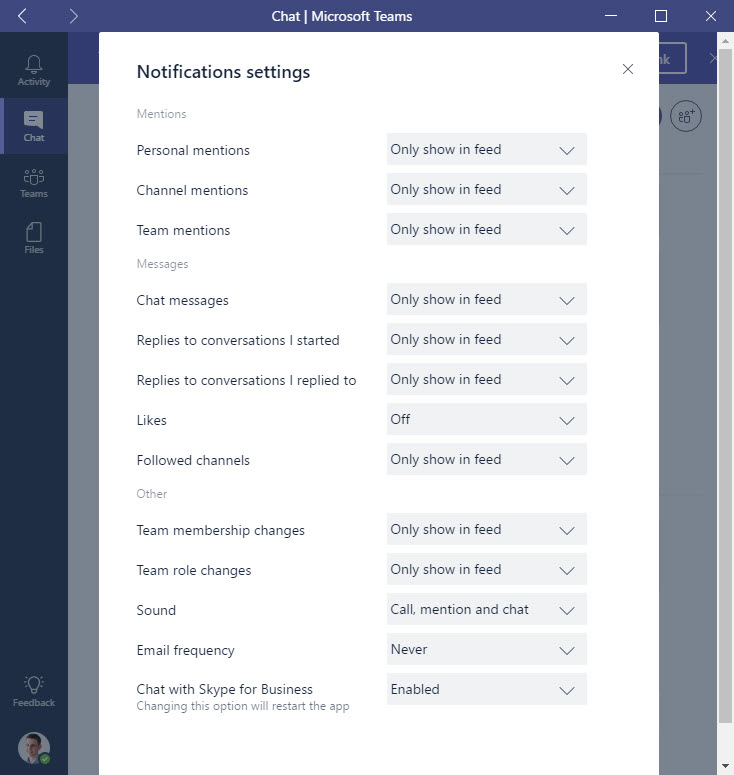 Chat | Microsoft Teams
Activity
Chat
Teams
Files
Feedback
Notifications settings
Mentions
Personal mentions Only show in feed
Channel mentions Only show in feed
Team mentions Only show in feed
Messages
Chat messages Only show in feed
Replies to conversations I started Only show in feed
Replies to conversations I replied to Only show in feed
Likes Off
Followed channels Only show in feed
Other
Team membership changes Only show in feed
Team role changes Only show in feed
Sound Call, mention and chat
Email frequency Never
Chat with Skype for Business Enabled
Changing this option will restart the app